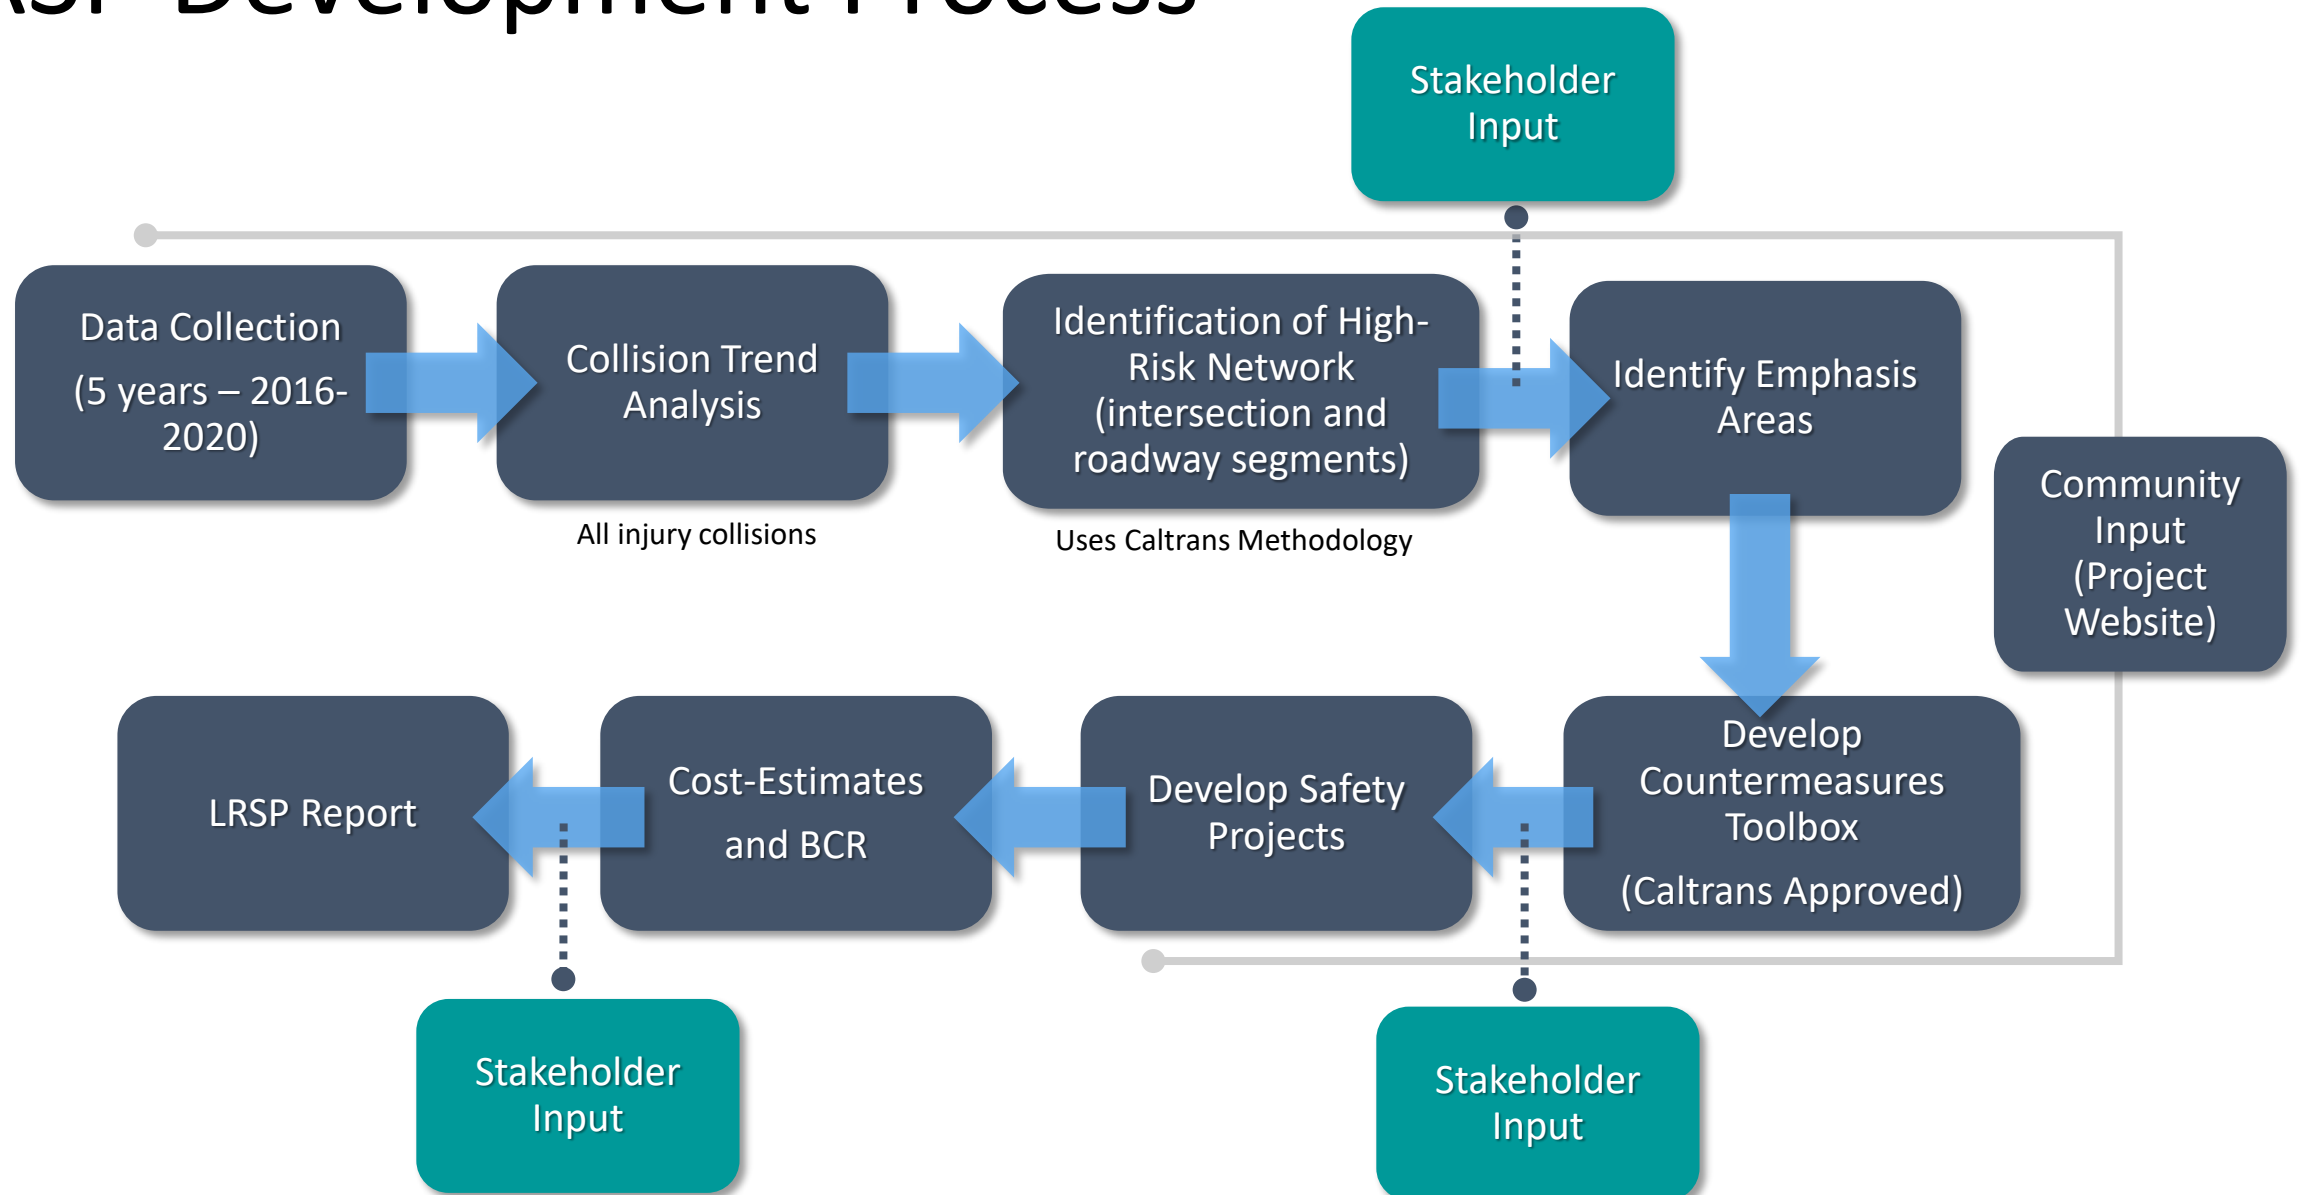 Development Process
Stakeholder
Input
Data Collection
(5 years – 2016-
2020)
Collision Trend
Analysis
All injury collisions
Identification of High-
Risk Network
(intersection and
roadway segments)
Uses Caltrans Methodology
Identify Emphasis
Areas
Community
Input
(Project
Website)
Develop
Countermeasures
Toolbox
(Caltrans Approved)
Develop Safety
Projects
Cost-Estimates
and BCR
LRSP Report
Stakeholder
Input
Stakeholder
Input